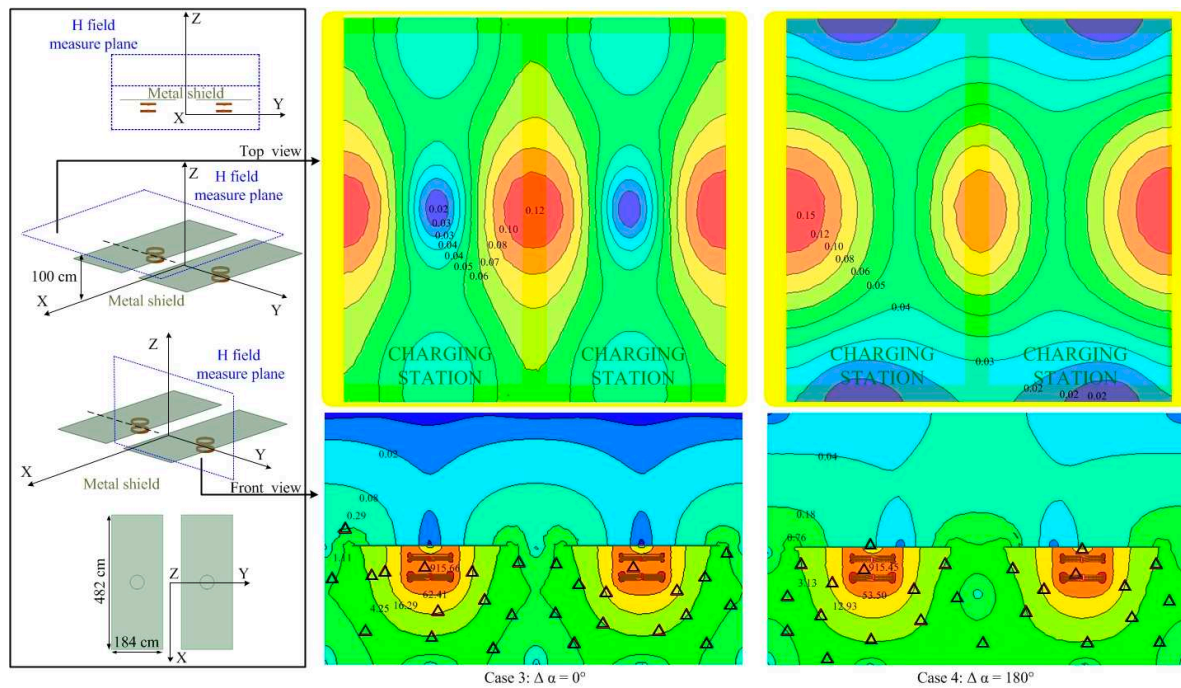 H field
measure plane
Z
Metal shield
X
Y
Top view
Z
H field
measure plane
100 cm
X
Metal shield
Y
Z
H field
measure plane
X
Metal shield
Y
Front view
482 cm
184 cm
Z
Y
X
0.02
0.03
0.03
0.04
0.04
0.05
0.06
0.07
0.08
0.10
0.12
CHARGING
STATION
CHARGING
STATION
0.15
0.12
0.10
0.08
0.06
0.05
0.04
0.03
CHARGING
STATION
CHARGING
STATION
0.02
0.02
0.02
0.02
0.08
0.29
1.11
4.25
16.29
62.41
915.66
Case 3: Δ α = 0°
0.04
0.18
0.76
3.13
12.93
53.50
915.45
Case 4: Δ α = 180°